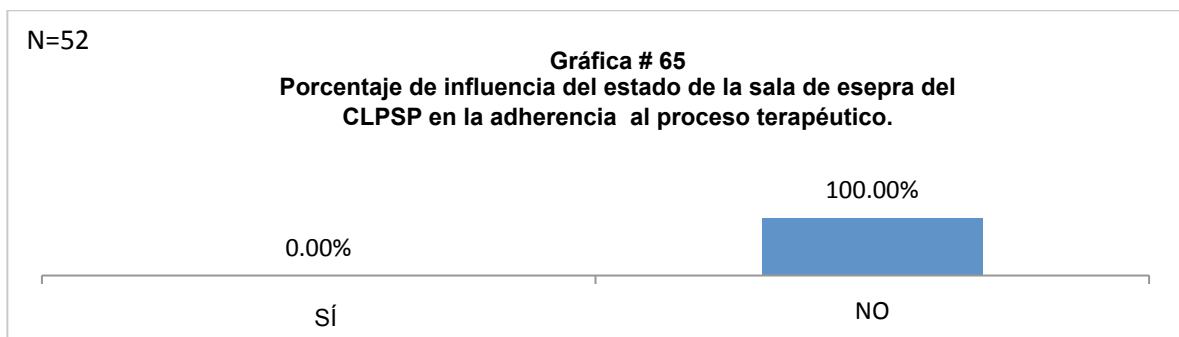 N=52
Gráfica # 65
Porcentaje de influencia del estado de la sala de esepra del
CLPSP en la adherencia al proceso terapéutico.
100.00%
0.00%
SÍ
NO